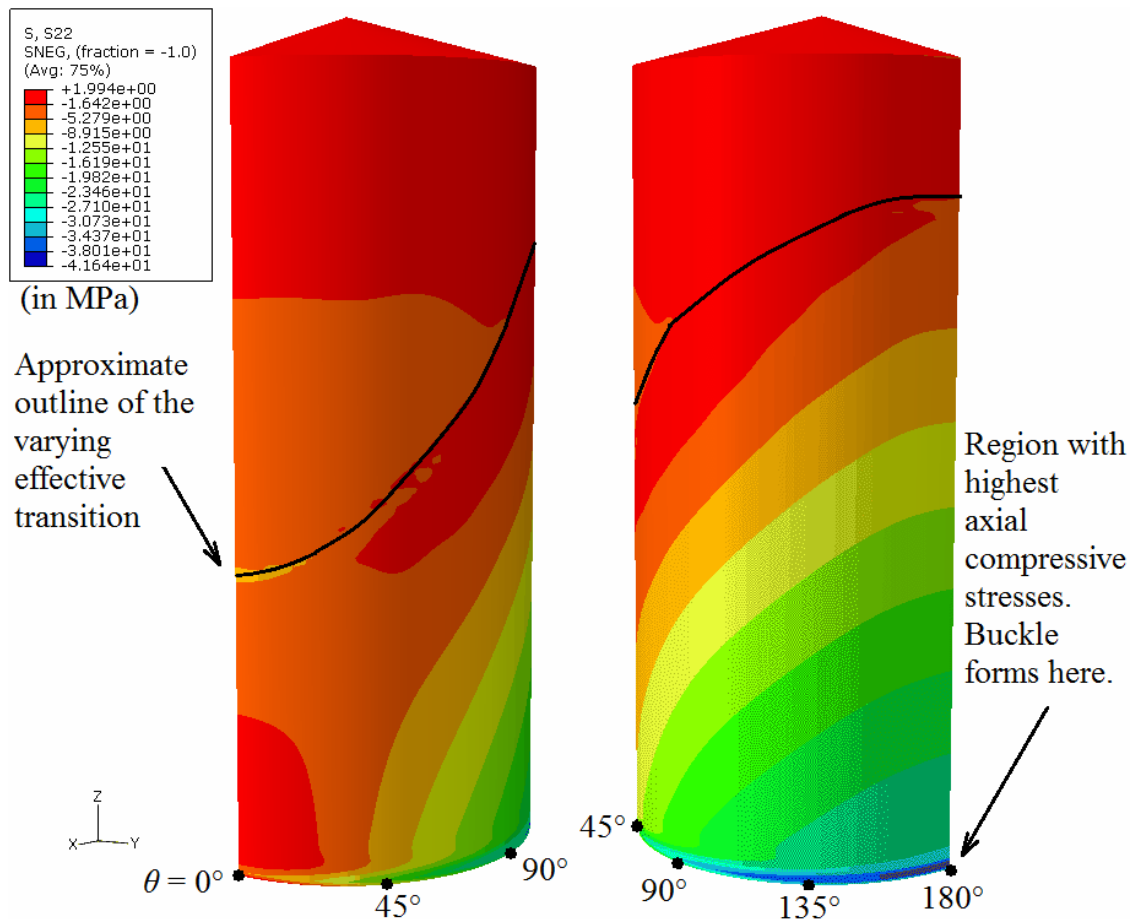 S, S22
SNEG, (fraction = -1.0)
(Avg: 75%)
+1.994e+00
-1.642e+00
-5.279e+00
-8.915e+00
-1.255e+01
-1.619e+01
-1.982e+01
-2.346e+01
-2.710e+01
-3.073e+01
-3.437e+01
-3.801e+01
-4.164e+01
(in MPa)
Approximate
outline of the
varying
effective
transition
Region with
highest
axial
compressive
stresses.
Buckle
forms here.
Z
X
Y
θ = 0°
45°
90°
45°
90°
135°
180°